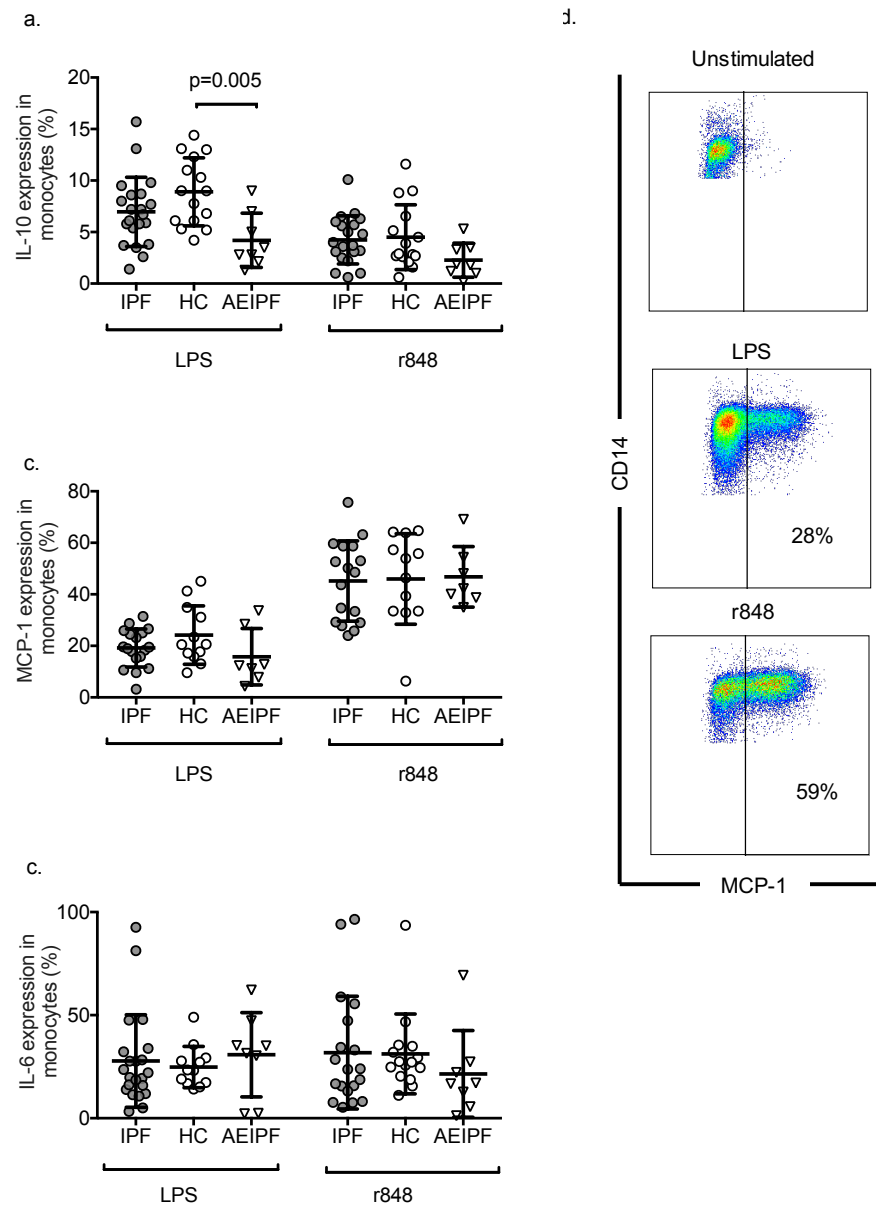 a.
IL-10 expression in
monocytes (%)
20
15
10
5
0
p=0.005
IPF HC AEIPF IPF HC AEIPF
LPS r848
c.
MCP-1 expression in
monocytes (%)
80
60
40
20
0
IPF HC AEIPF IPF HC AEIPF
LPS r848
c.
IL-6 expression in
monocytes (%)
100
50
0
IPF HC AEIPF IPF HC AEIPF
LPS r848
d.
Unstimulated
LPS
28%
r848
59%
CD14
MCP-1